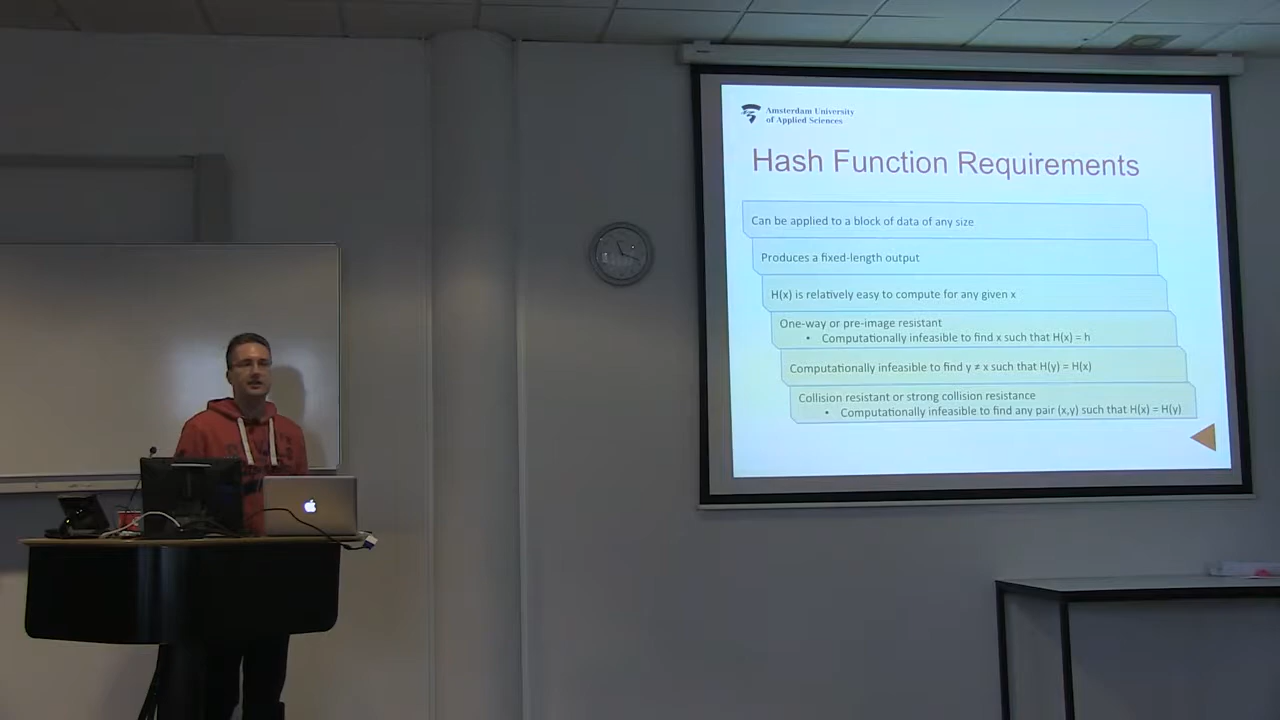 Amsterdam University
of Applied Sciences
Hash Function Requirements
Can be applied to a block of data of any size
Produces a fixed-length output
H(x) is relatively easy to compute for any given x
One-way or pre-image resistant
• Computationally infeasible to find x such that H(x) = h
Computationally infeasible to find y ≠ x such that H(y) = H(x)
Collision resistant or strong collision resistance
• Computationally infeasible to find any pair (x,y) such that H(x) = H(y)